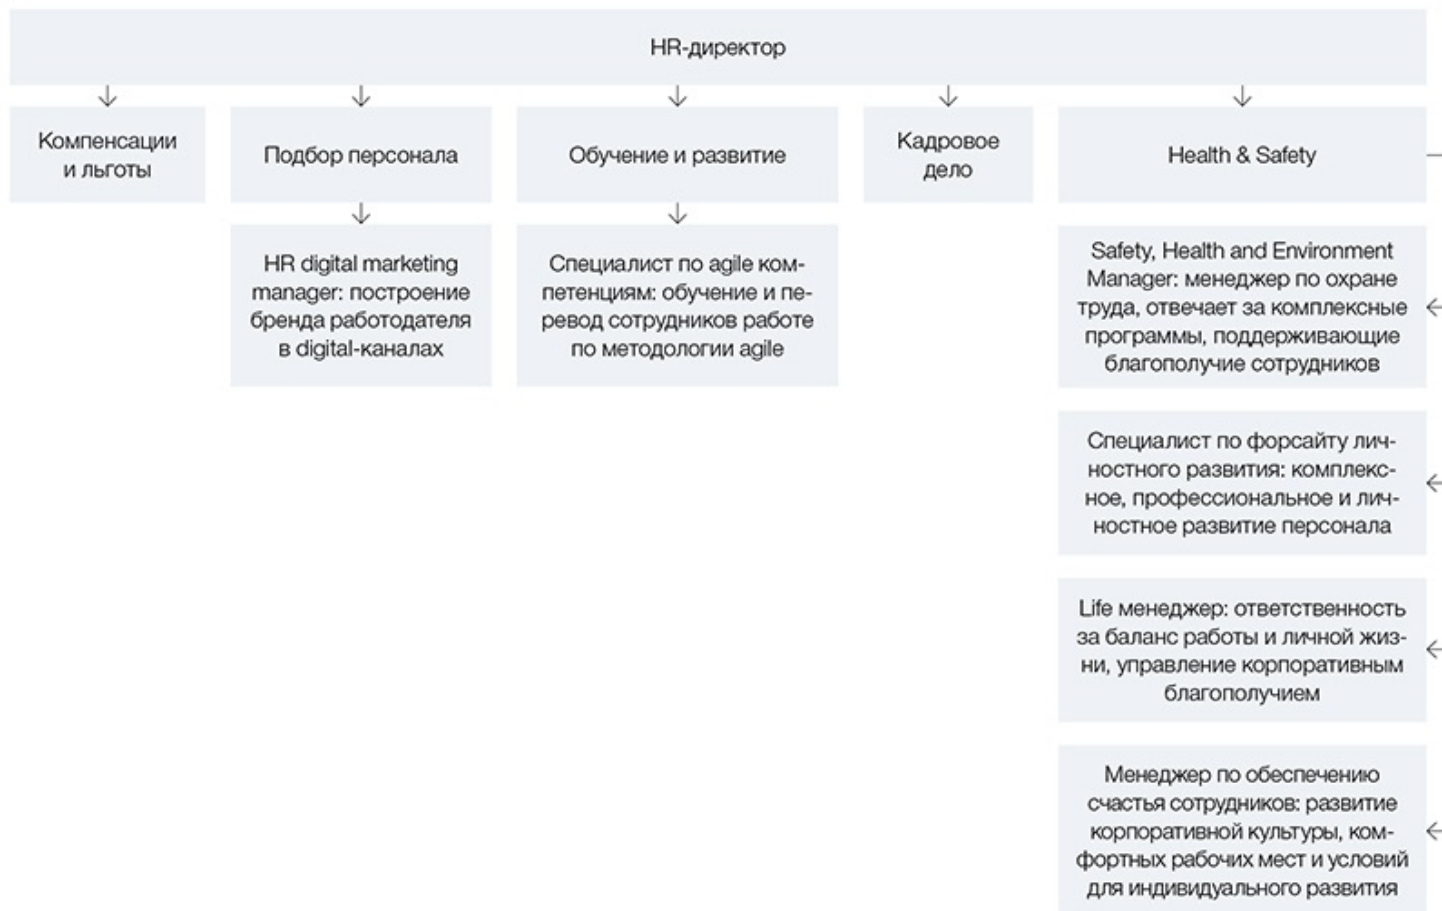 HR-директор
Компенсации
и льготы
Подбор персонала
Обучение и развитие
Кадровое
дело
Health & Safety
HR digital marketing
manager: построение
бренда работодателя
в digital-каналах
Специалист по agile ком-
петенциям: обучение и пе-
ревод сотрудников работе
по методологии agile
Safety, Health and Environment
Manager: менеджер по охране
труда, отвечает за комплексные
программы, поддерживающие
благополучие сотрудников
Специалист по форсайту лич-
ностного развития: комплекс-
ное, профессиональное и лич-
ностное развитие персонала
Life менеджер: ответственность
за баланс работы и личной жиз-
ни, управление корпоративным
благополучием
Менеджер по обеспечению
счастья сотрудников: развитие
корпоративной культуры, ком-
фортных рабочих мест и условий
для индивидуального развития